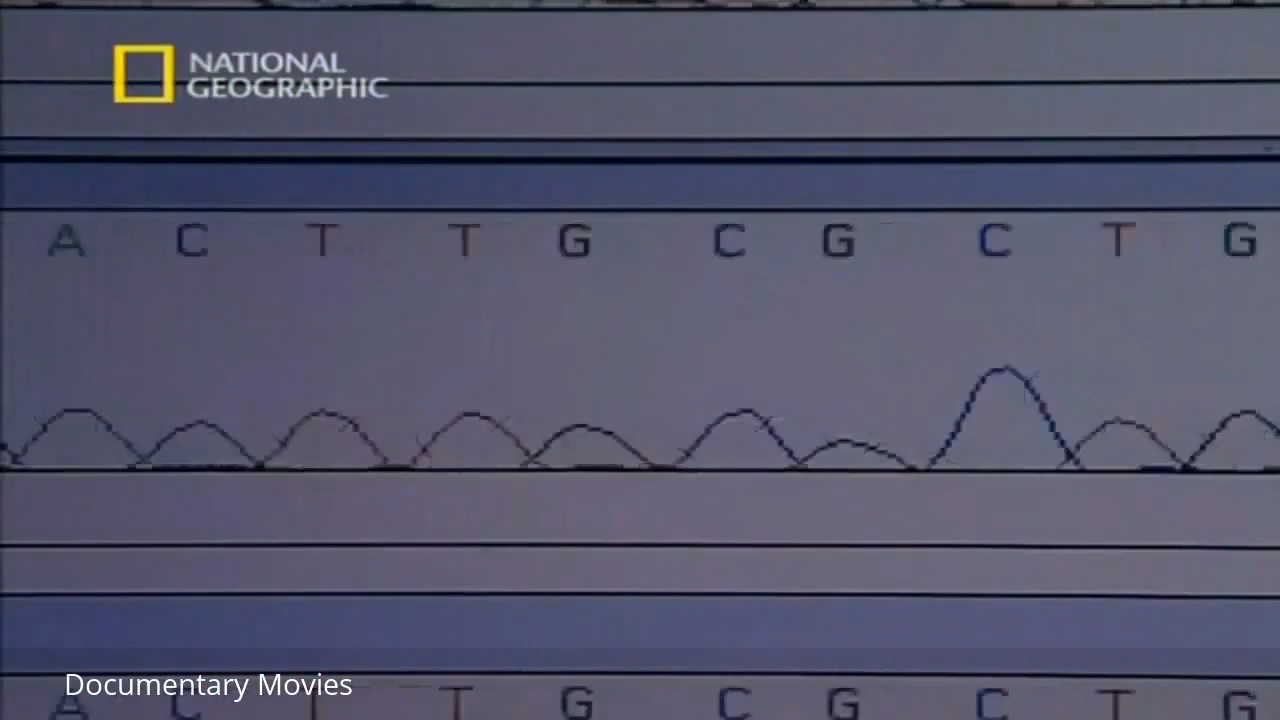 NATIONAL
GEOGRAPHIC
A C T T G C G C T G
Documentary Movies
A C T T G C G C T G